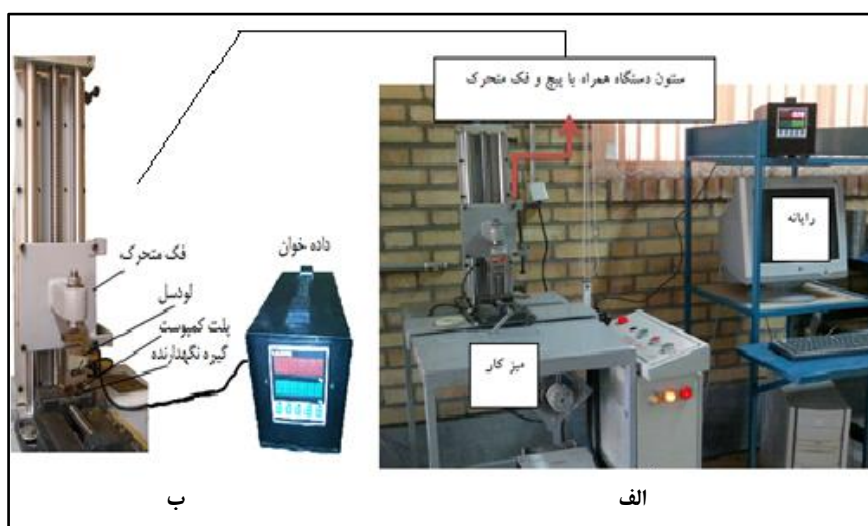 ستون دستگاه همراه با پیچ و فک متحرک
رایانه
میز کار
داده خوان
فک متحرک
لودسل
پلت کمپوست
گیره نگهدارنده
الف
ب